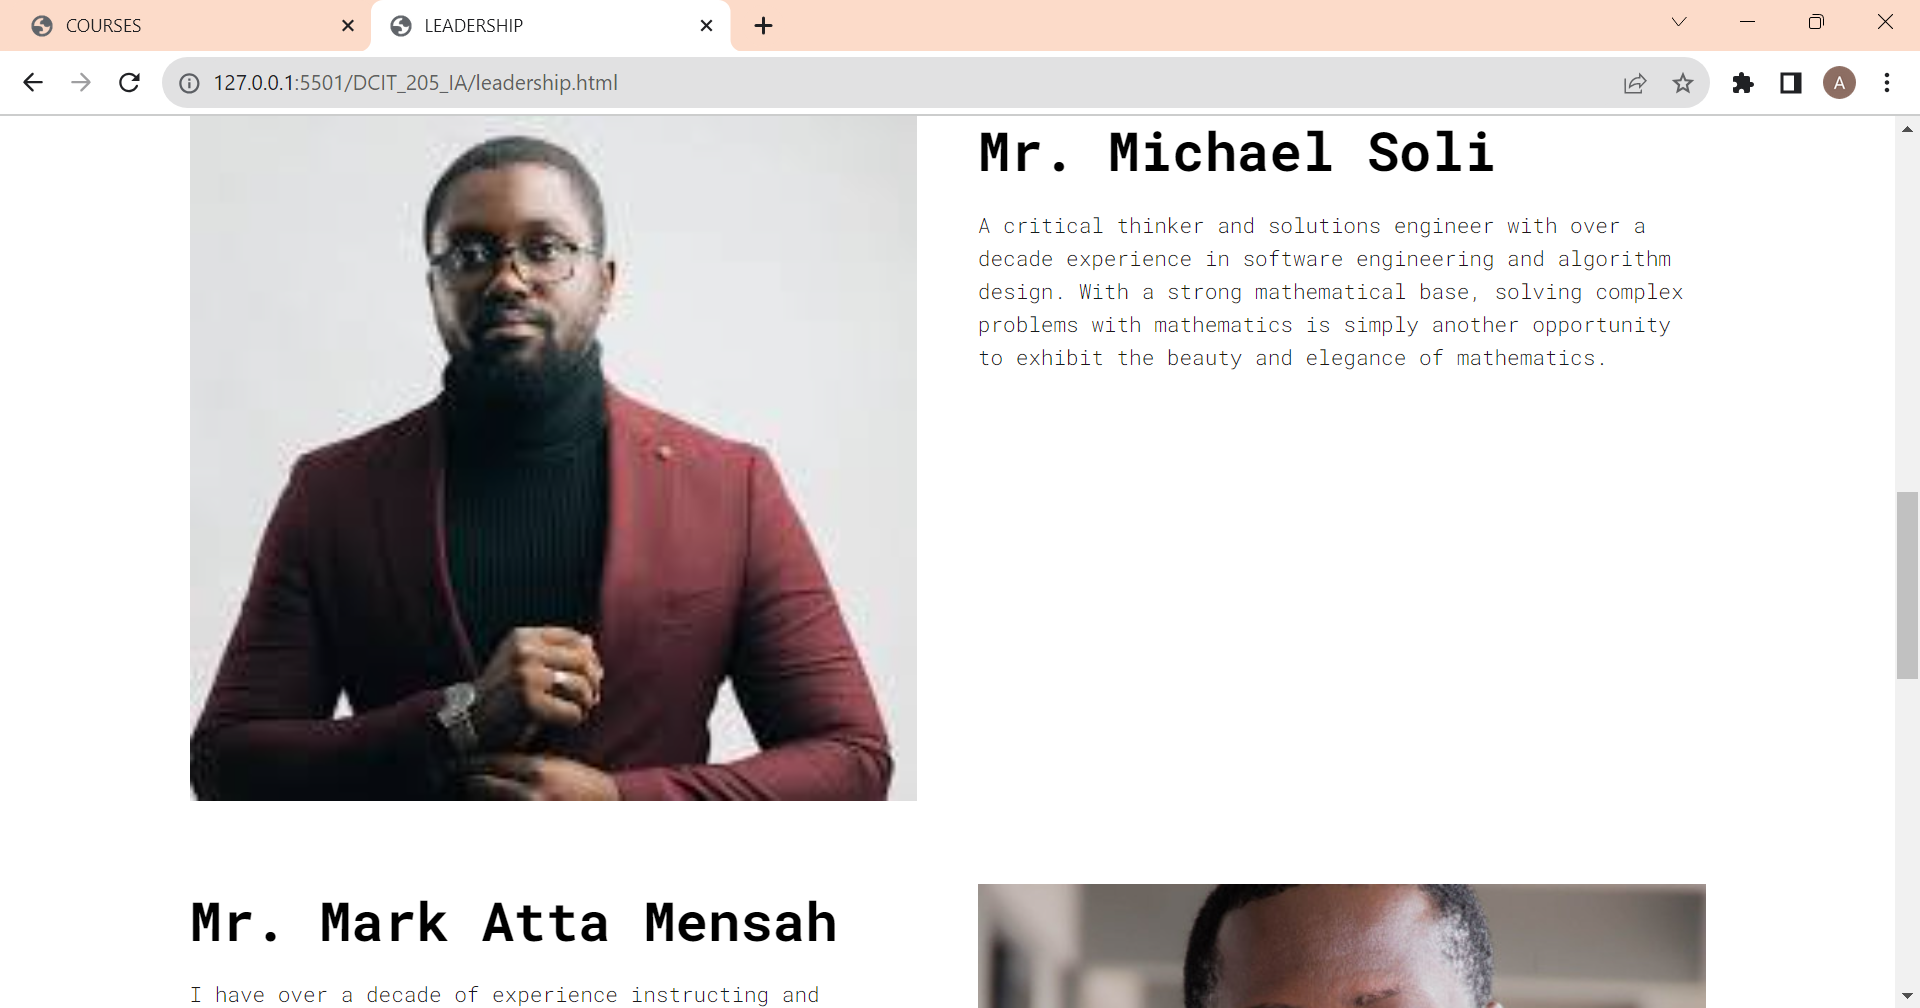 COURSES
LEADERSHIP
127.0.0.1:5501/DCIT_205_IA/leadership.html
A
Mr. Michael Soli
A critical thinker and solutions engineer with over a
decade experience in software engineering and algorithm
design. With a strong mathematical base, solving complex
problems with mathematics is simply another opportunity
to exhibit the beauty and elegance of mathematics.
Mr. Mark Atta Mensah
I have over a decade of experience instructing and